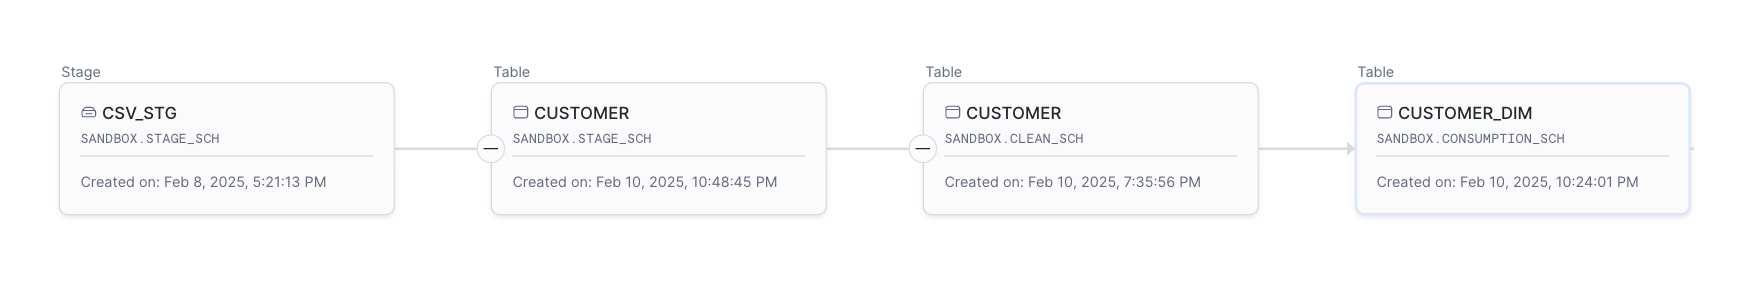 Stage
CSV_STG
SANDBOX.STAGE_SCH
Created on: Feb 8, 2025, 5:21:13 PM
Table
CUSTOMER
SANDBOX.STAGE_SCH
Created on: Feb 10, 2025, 10:48:45 PM
Table
CUSTOMER
SANDBOX.CLEAN_SCH
Created on: Feb 10, 2025, 7:35:56 PM
Table
CUSTOMER_DIM
SANDBOX.CONSUMPTION_SCH
Created on: Feb 10, 2025, 10:24:01 PM